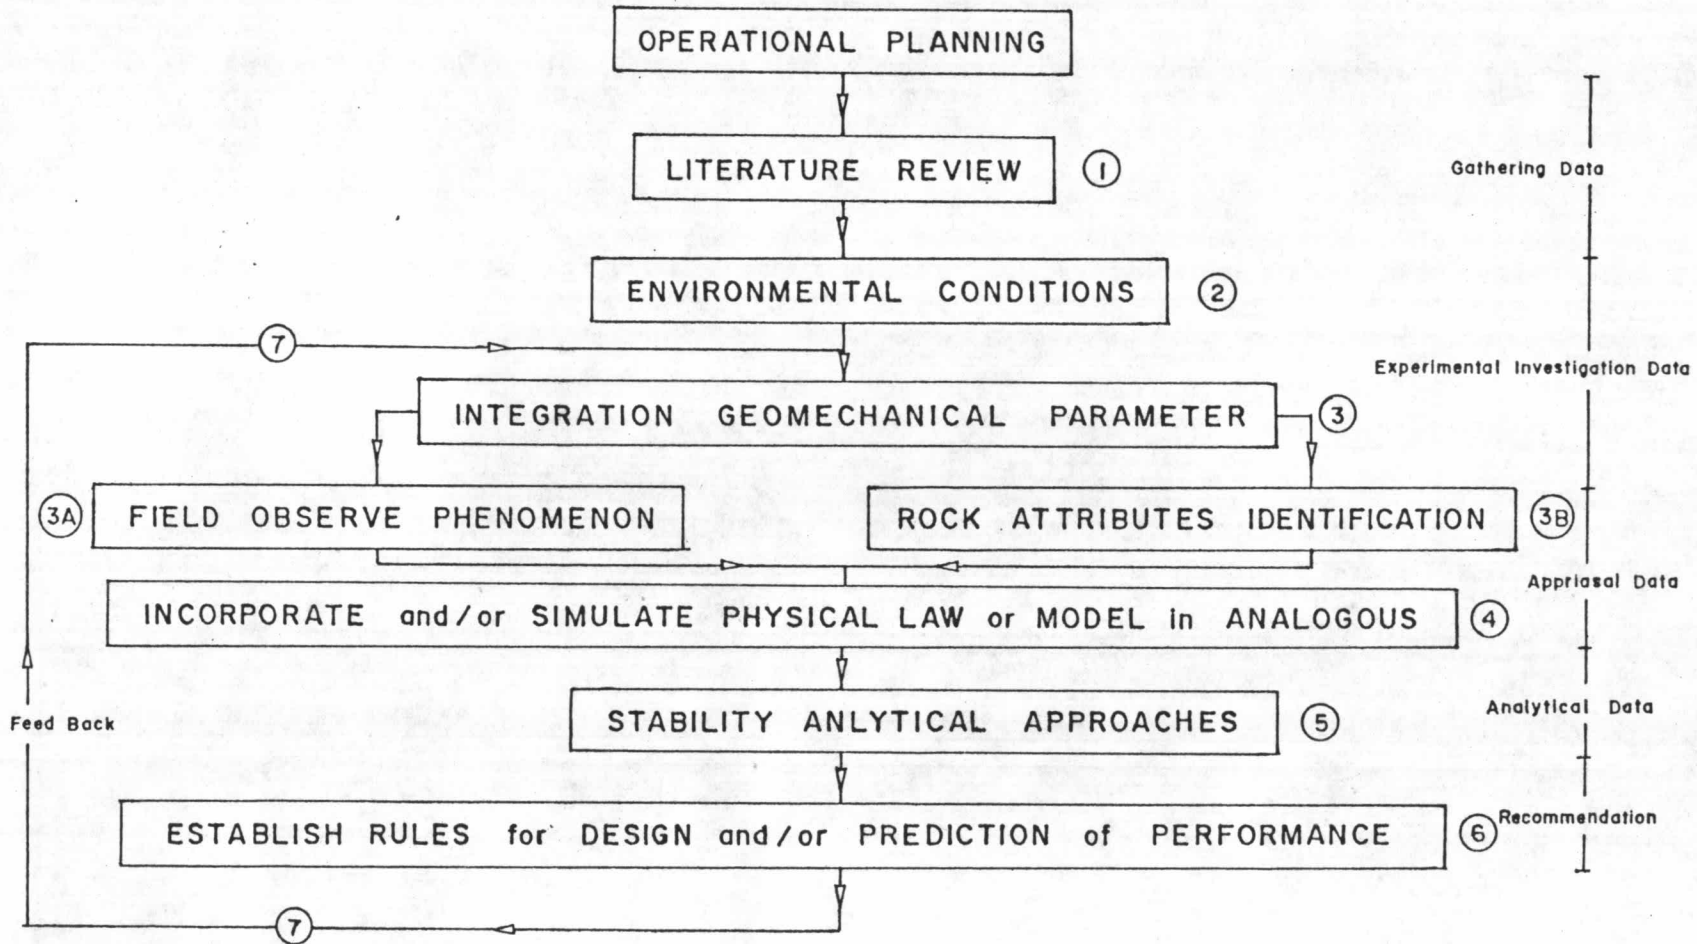 OPERATIONAL PLANNING
LITERATURE REVIEW
1
Gathering Data
ENVIRONMENTAL CONDITIONS
2
7
Experimental Investigation Data
INTEGRATION GEOMECHANICAL PARAMETER
3
3A
FIELD OBSERVE PHENOMENON
ROCK ATTRIBUTES IDENTIFICATION
3B
Appriasal Data
INCORPORATE and/or SIMULATE PHYSICAL LAW or MODEL in ANALOGOUS
4
Feed Back
STABILITY ANLYTICAL APPROACHES
5
Analytical Data
ESTABLISH RULES for DESIGN and/or PREDICTION of PERFORMANCE
6
Recommendation
7